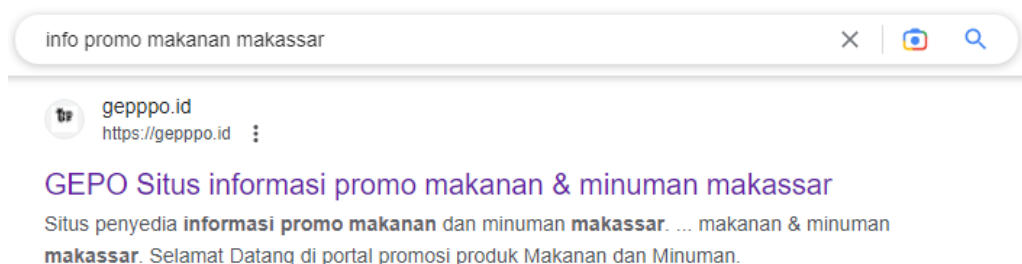 info promo makanan makassar
gepppo.id
https://gepppo.id
GEPO Situs informasi promo makanan & minuman makassar
Situs penyedia informasi promo makanan dan minuman makassar. ... makanan & minuman
makassar. Selamat Datang di portal promosi produk Makanan dan Minuman.